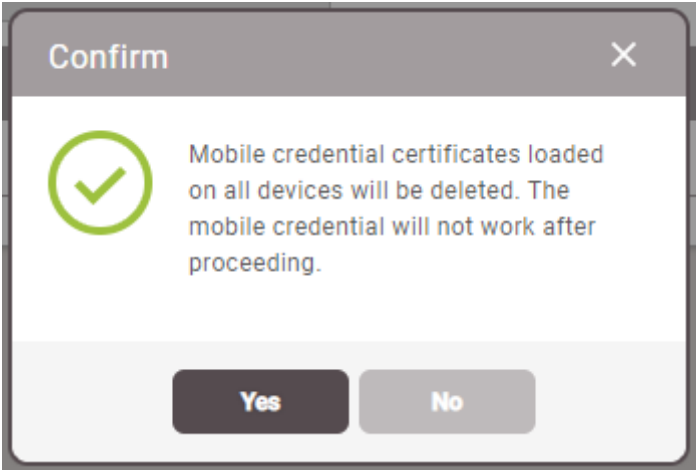 Confirm
Mobile credential certificates loaded
on all devices will be deleted. The
mobile credential will not work after
proceeding.
Yes
No